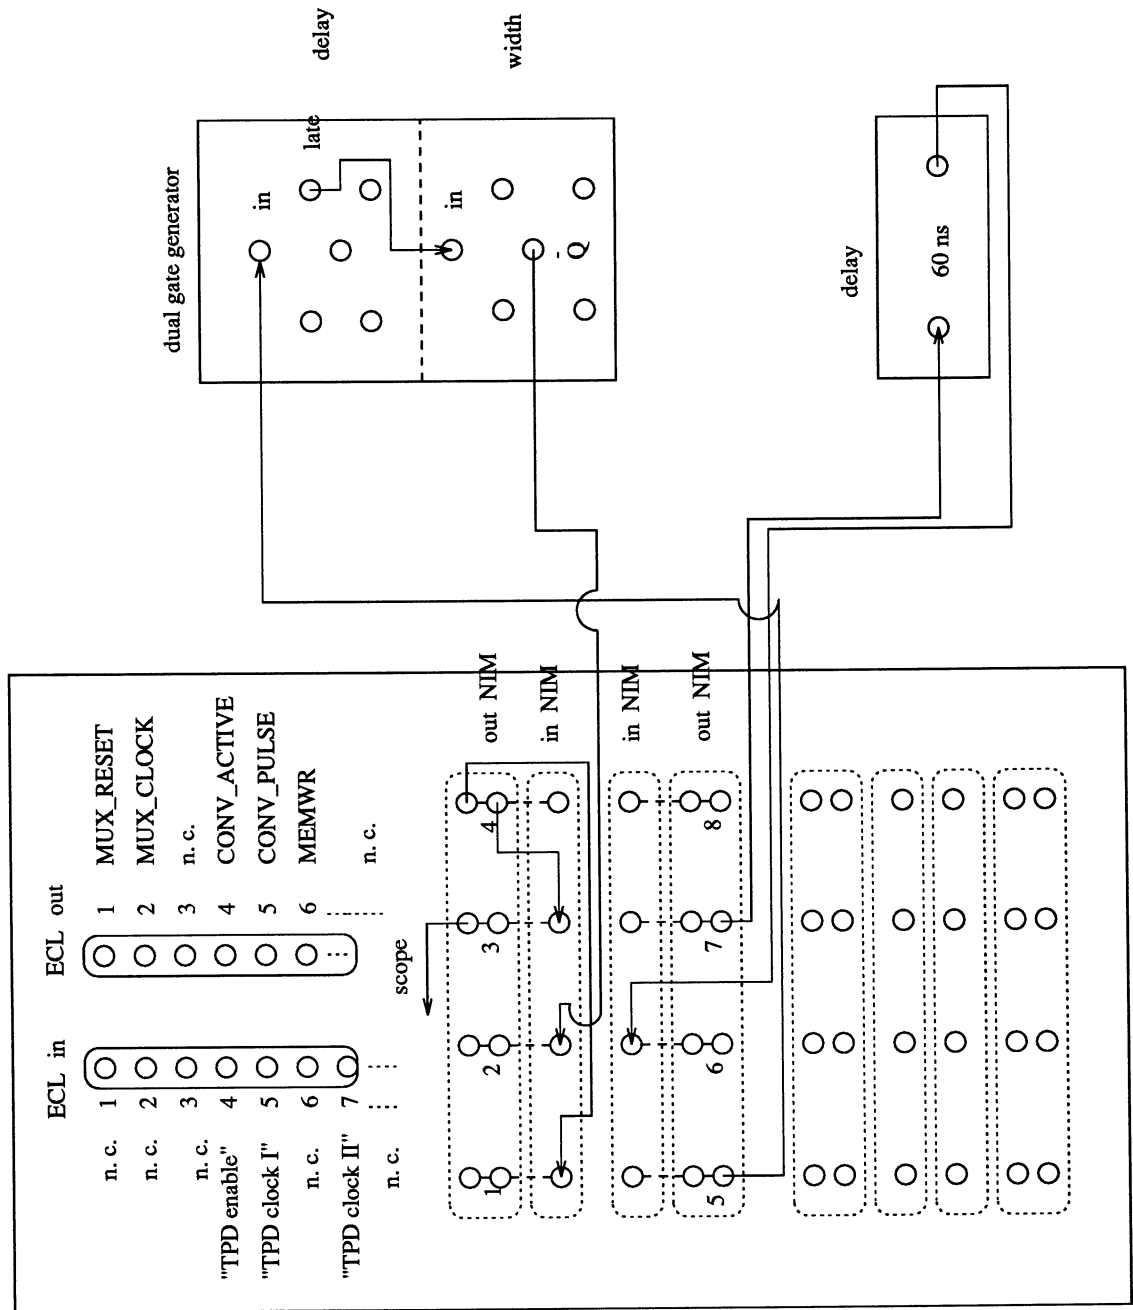 ECL in
n. c. 1
n. c. 2
n. c. 3
"TPD enable" 4
"TPD clock I" 5
n. c. 6
"TPD clock II" 7
n. c. ......
ECL out
1 MUX_RESET
2 MUX_CLOCK
3 n. c.
4 CONV_ACTIVE
5 CONV_PULSE
6 MEMWR
...... n. c.
scope
1 2 3 4 out NIM
in NIM
in NIM
5 6 7 8 out NIM
dual gate generator
in
late
delay
in
Q̄
width
delay
60 ns